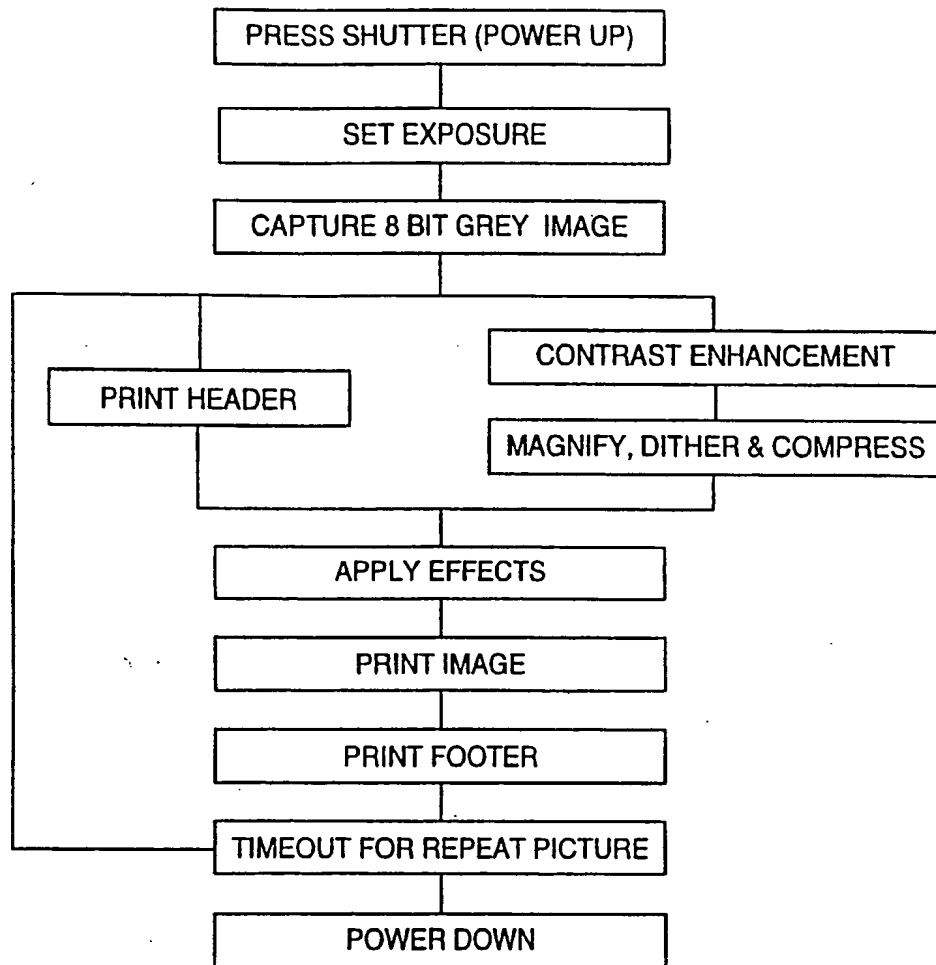 PRESS SHUTTER (POWER UP)
SET EXPOSURE
CAPTURE 8 BIT GREY IMAGE
CONTRAST ENHANCEMENT
PRINT HEADER
MAGNIFY, DITHER & COMPRESS
APPLY EFFECTS
PRINT IMAGE
PRINT FOOTER
TIMEOUT FOR REPEAT PICTURE
POWER DOWN